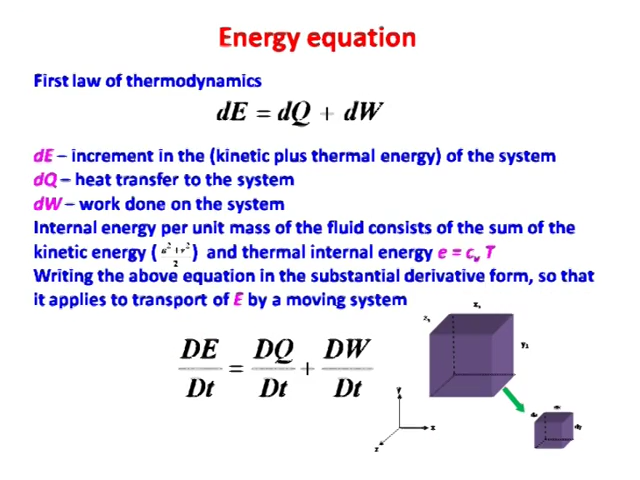 Energy equation
First law of thermodynamics
dE = dQ + dW
dE – increment in the (kinetic plus thermal energy) of the system
dQ – heat transfer to the system
dW – work done on the system
Internal energy per unit mass of the fluid consists of the sum of the
kinetic energy ( (u² + v²)/2 ) and thermal internal energy e = cᵥ T
Writing the above equation in the substantial derivative form, so that
it applies to transport of E by a moving system
DE/Dt = DQ/Dt + DW/Dt
y
x
z